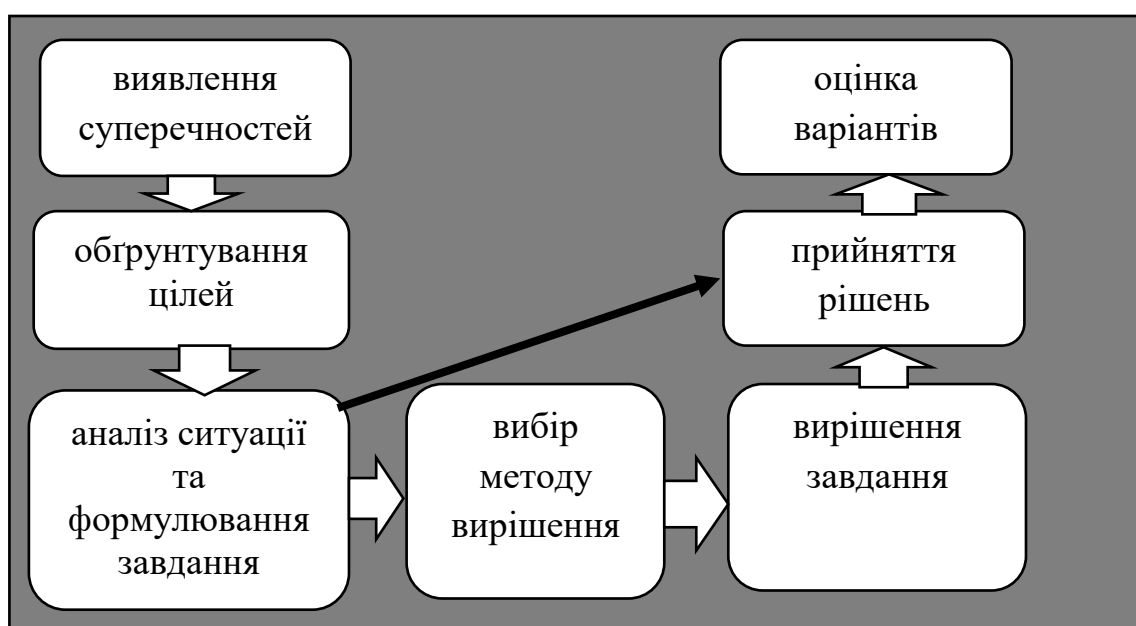 виявлення
суперечностей
обґрунтування
цілей
аналіз ситуації
та
формулювання
завдання
вибір
методу
вирішення
вирішення
завдання
прийняття
рішень
оцінка
варіантів